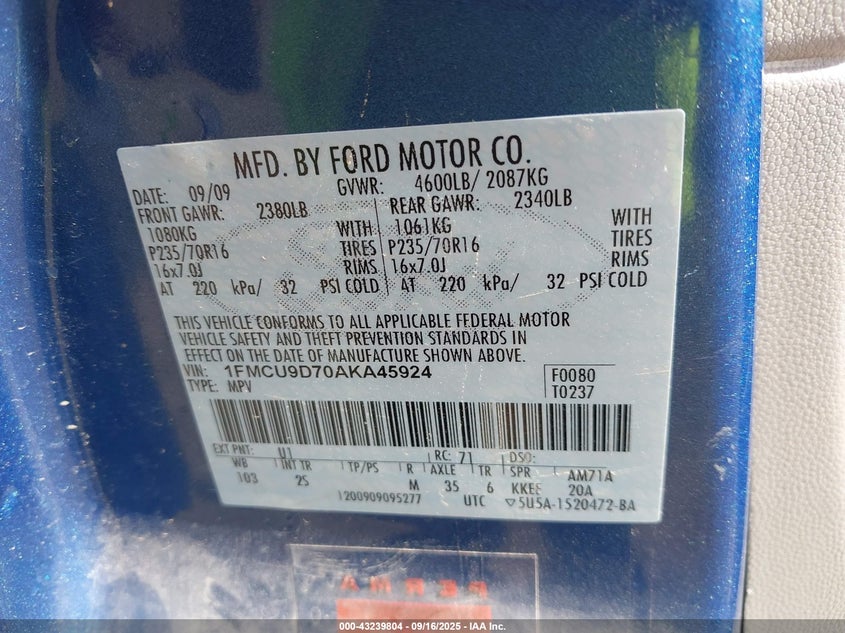 MFD. BY FORD MOTOR CO.
DATE: 09/09 GVWR: 4600LB/ 2087KG
FRONT GAWR: 2380LB REAR GAWR: 2340LB
1080KG WITH 1061KG WITH
P235/70R16 TIRES P235/70R16 TIRES
16x7.0J RIMS 16x7.0J RIMS
AT 220 kPa/ 32 PSI COLD AT 220 kPa/ 32 PSI COLD
THIS VEHICLE CONFORMS TO ALL APPLICABLE FEDERAL MOTOR
VEHICLE SAFETY AND THEFT PREVENTION STANDARDS IN
EFFECT ON THE DATE OF MANUFACTURE SHOWN ABOVE.
VIN: 1FMCU9D70AKA45924 F0080
TYPE: MPV T0237
EXT PNT: U1 RC: 71 DSO:
WB INT TR TP/PS R AXLE TR SPR AM71A
103 2S M 35 6 KKEE 20A
1200909095277 UTC ▽5U5A-1520472-BA
000-43239804 - 09/16/2025 - IAA Inc.